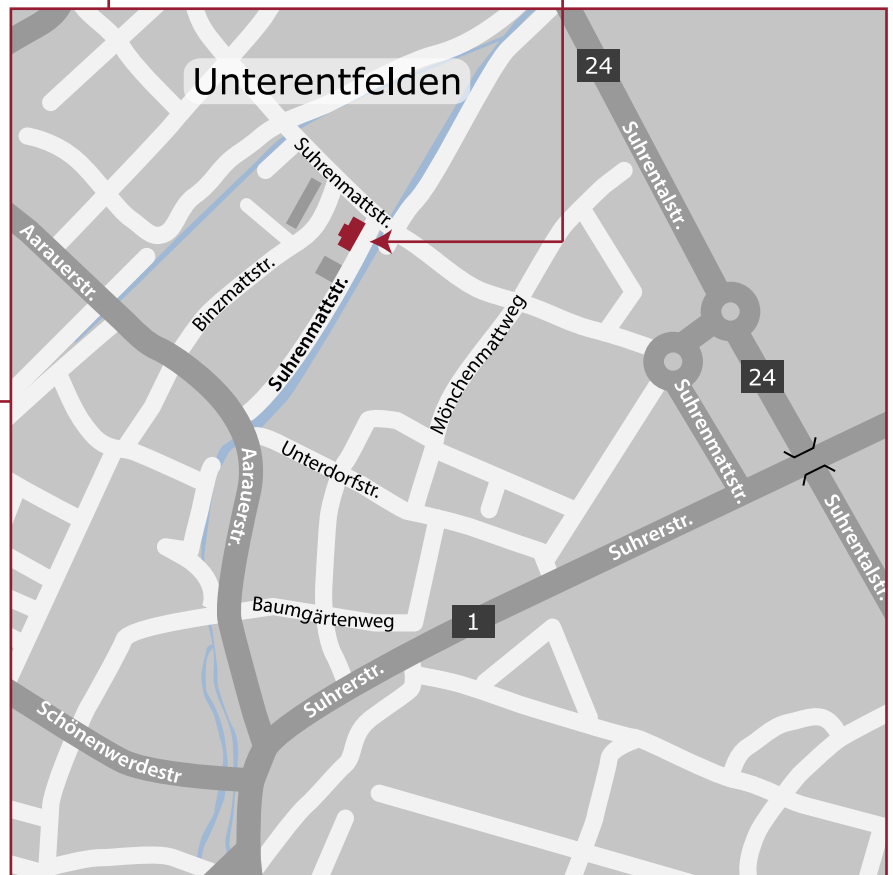 24
Unterentfelden
Suhrentalstr.
Suhrenmattstr.
Aarauerstr.
Binzmattstr.
Suhrenmattstr.
Mönchenmattweg
24
Suhrenmattstr.
Aarauerstr.
Unterdorfstr.
Suhrerstr.
Suhrentalstr.
Baumgärtenweg
1
Suhrerstr.
Schönenwerdestr